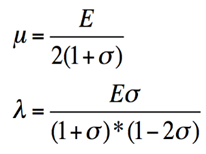 μ = E / 2(1+σ)
λ = Eσ / (1+σ)*(1−2σ)